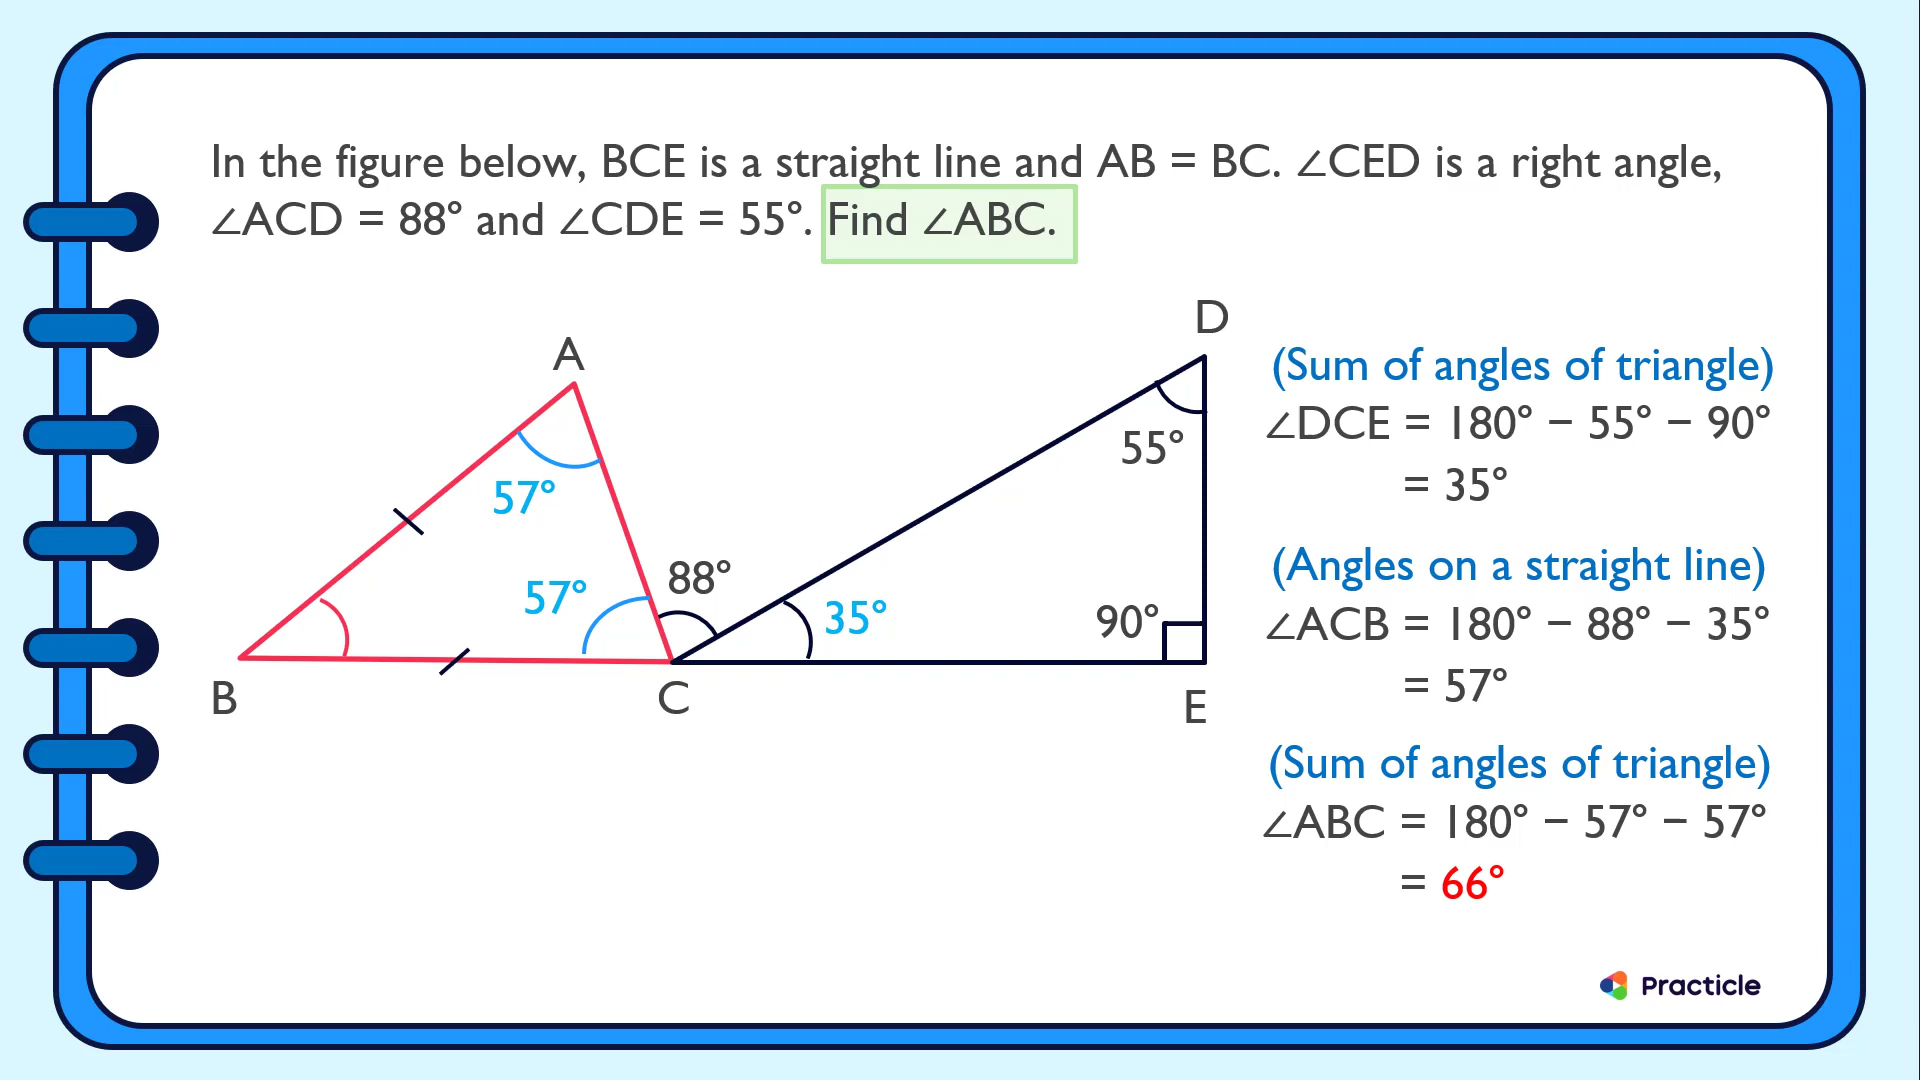 In the figure below, BCE is a straight line and AB = BC. ∠CED is a right angle,
∠ACD = 88° and ∠CDE = 55°. Find ∠ABC.
D
A
(Sum of angles of triangle)
∠DCE = 180° − 55° − 90°
55°
= 35°
57°
(Angles on a straight line)
88°
57°
35°
90°
∠ACB = 180° − 88° − 35°
= 57°
B
C
E
(Sum of angles of triangle)
∠ABC = 180° − 57° − 57°
= 66°
Practicle